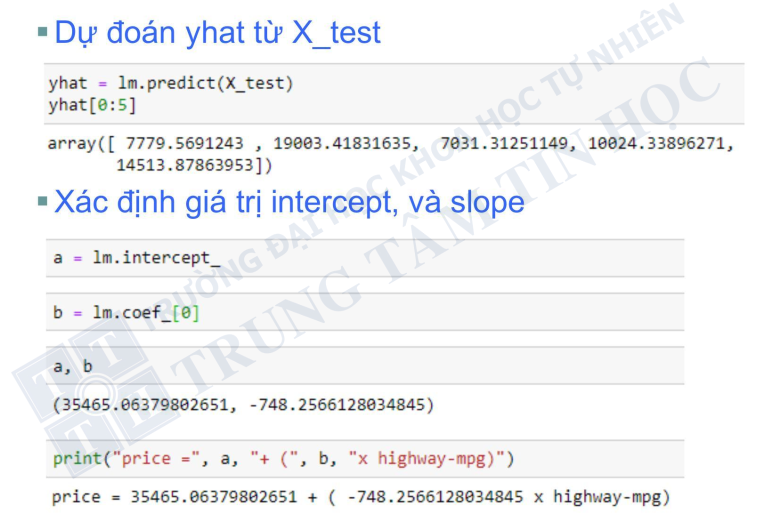 Dự đoán yhat từ X_test
yhat = lm.predict(X_test)
yhat[0:5]
array([ 7779.5691243 , 19003.41831635,  7031.31251149, 10024.33896271,
       14513.87863953])
Xác định giá trị intercept, và slope
a = lm.intercept_
b = lm.coef_[0]
a, b
(35465.06379802651, -748.2566128034845)
print("price =", a, "+ (", b, "x highway-mpg)")
price = 35465.06379802651 + ( -748.2566128034845 x highway-mpg)
TRƯỜNG ĐẠI HỌC KHOA HỌC TỰ NHIÊN
TRUNG TÂM TIN HỌC